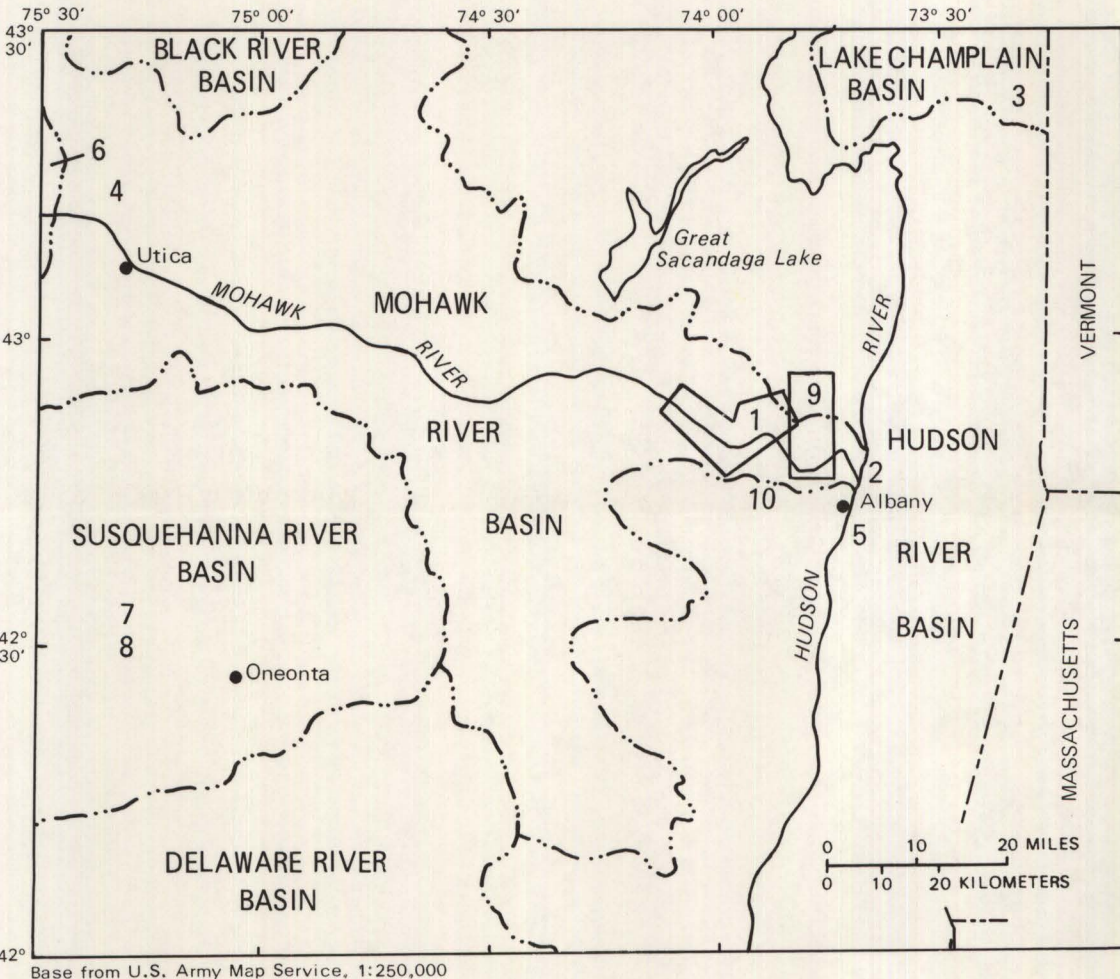 75° 30'
75° 00'
74° 30'
74° 00'
73° 30'
43°
30'
BLACK RIVER
BASIN
LAKE CHAMPLAIN
BASIN
3
6
4
Utica
Great
Sacandaga Lake
MOHAWK
RIVER
MOHAWK
RIVER
BASIN
RIVER
VERMONT
43°
9
1
HUDSON
RIVER
BASIN
2
10
Albany
5
SUSQUEHANNA RIVER
BASIN
7
8
42°
30'
Oneonta
HUDSON
MASSACHUSETTS
DELAWARE RIVER
BASIN
0 10 20 MILES
0 10 20 KILOMETERS
42°
Base from U.S. Army Map Service, 1:250,000